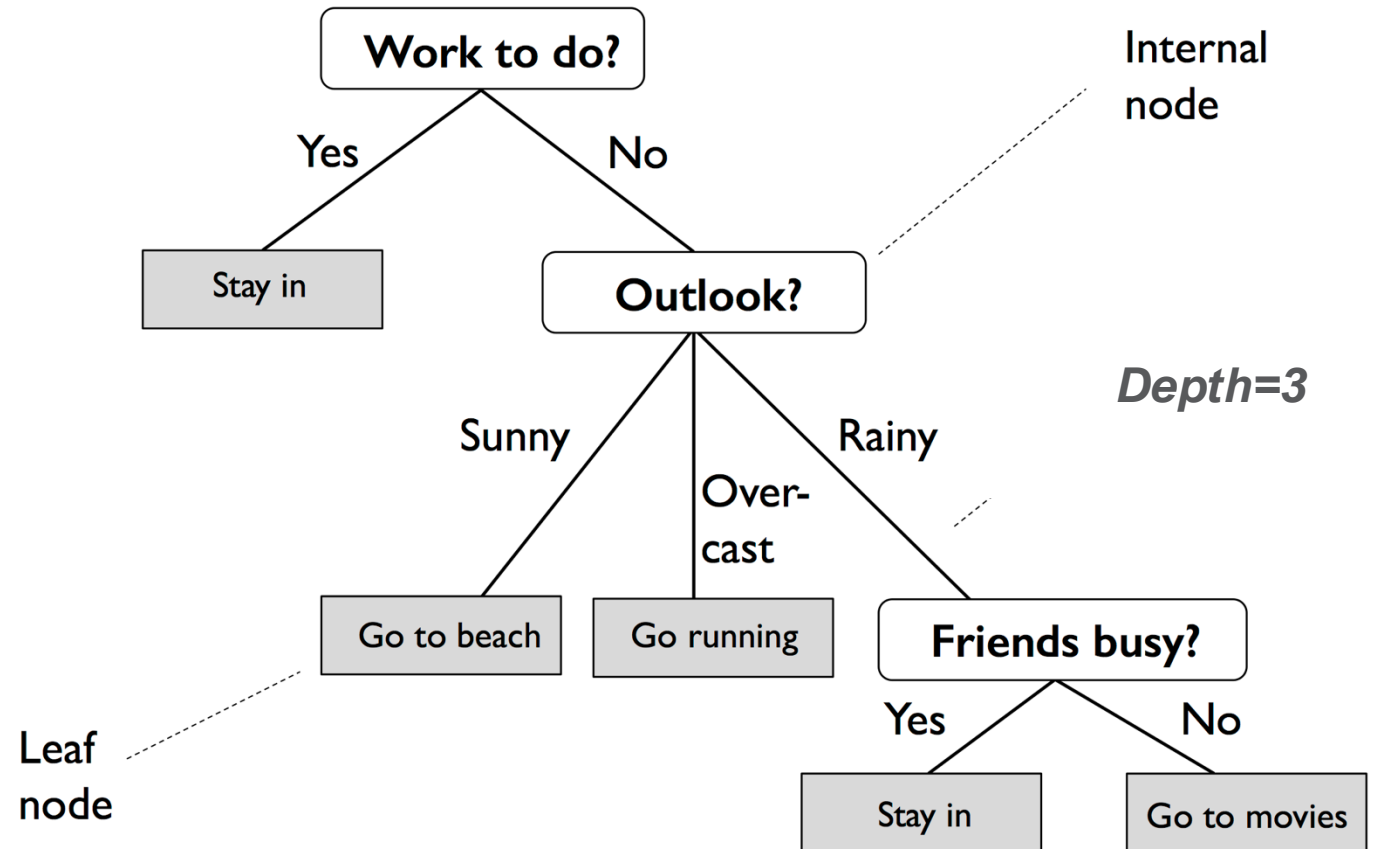 Work to do?
Internal
node
Yes
No
Stay in
Outlook?
Depth=3
Sunny
Rainy
Over-
cast
Go to beach
Go running
Friends busy?
Yes
No
Leaf
node
Stay in
Go to movies